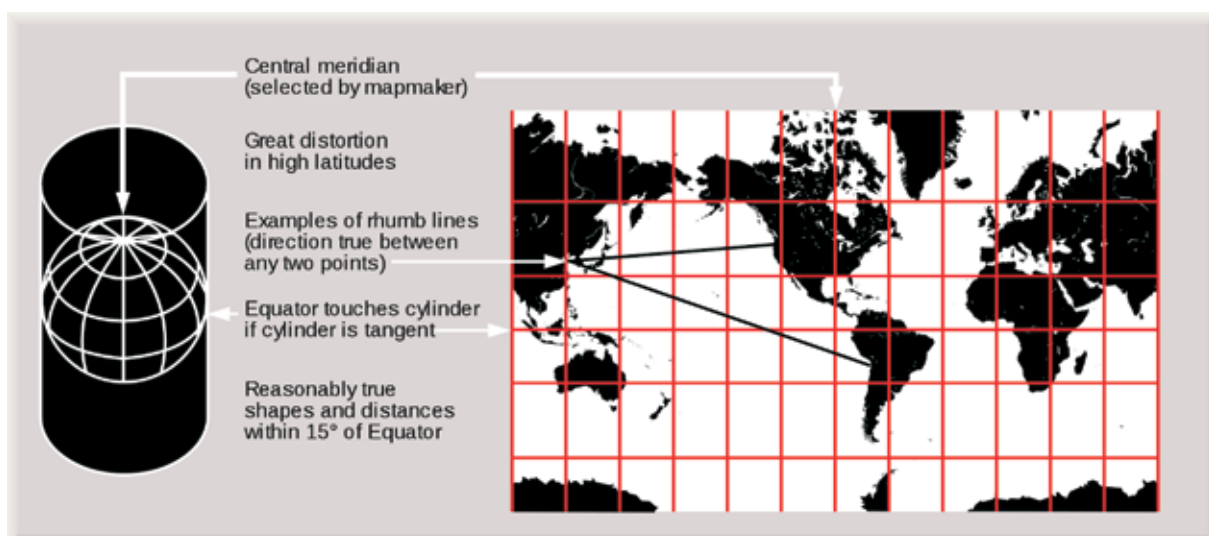 Central meridian
(selected by mapmaker)
Great distortion
in high latitudes
Examples of rhumb lines
(direction true between
any two points)
Equator touches cylinder
if cylinder is tangent
Reasonably true
shapes and distances
within 15° of Equator